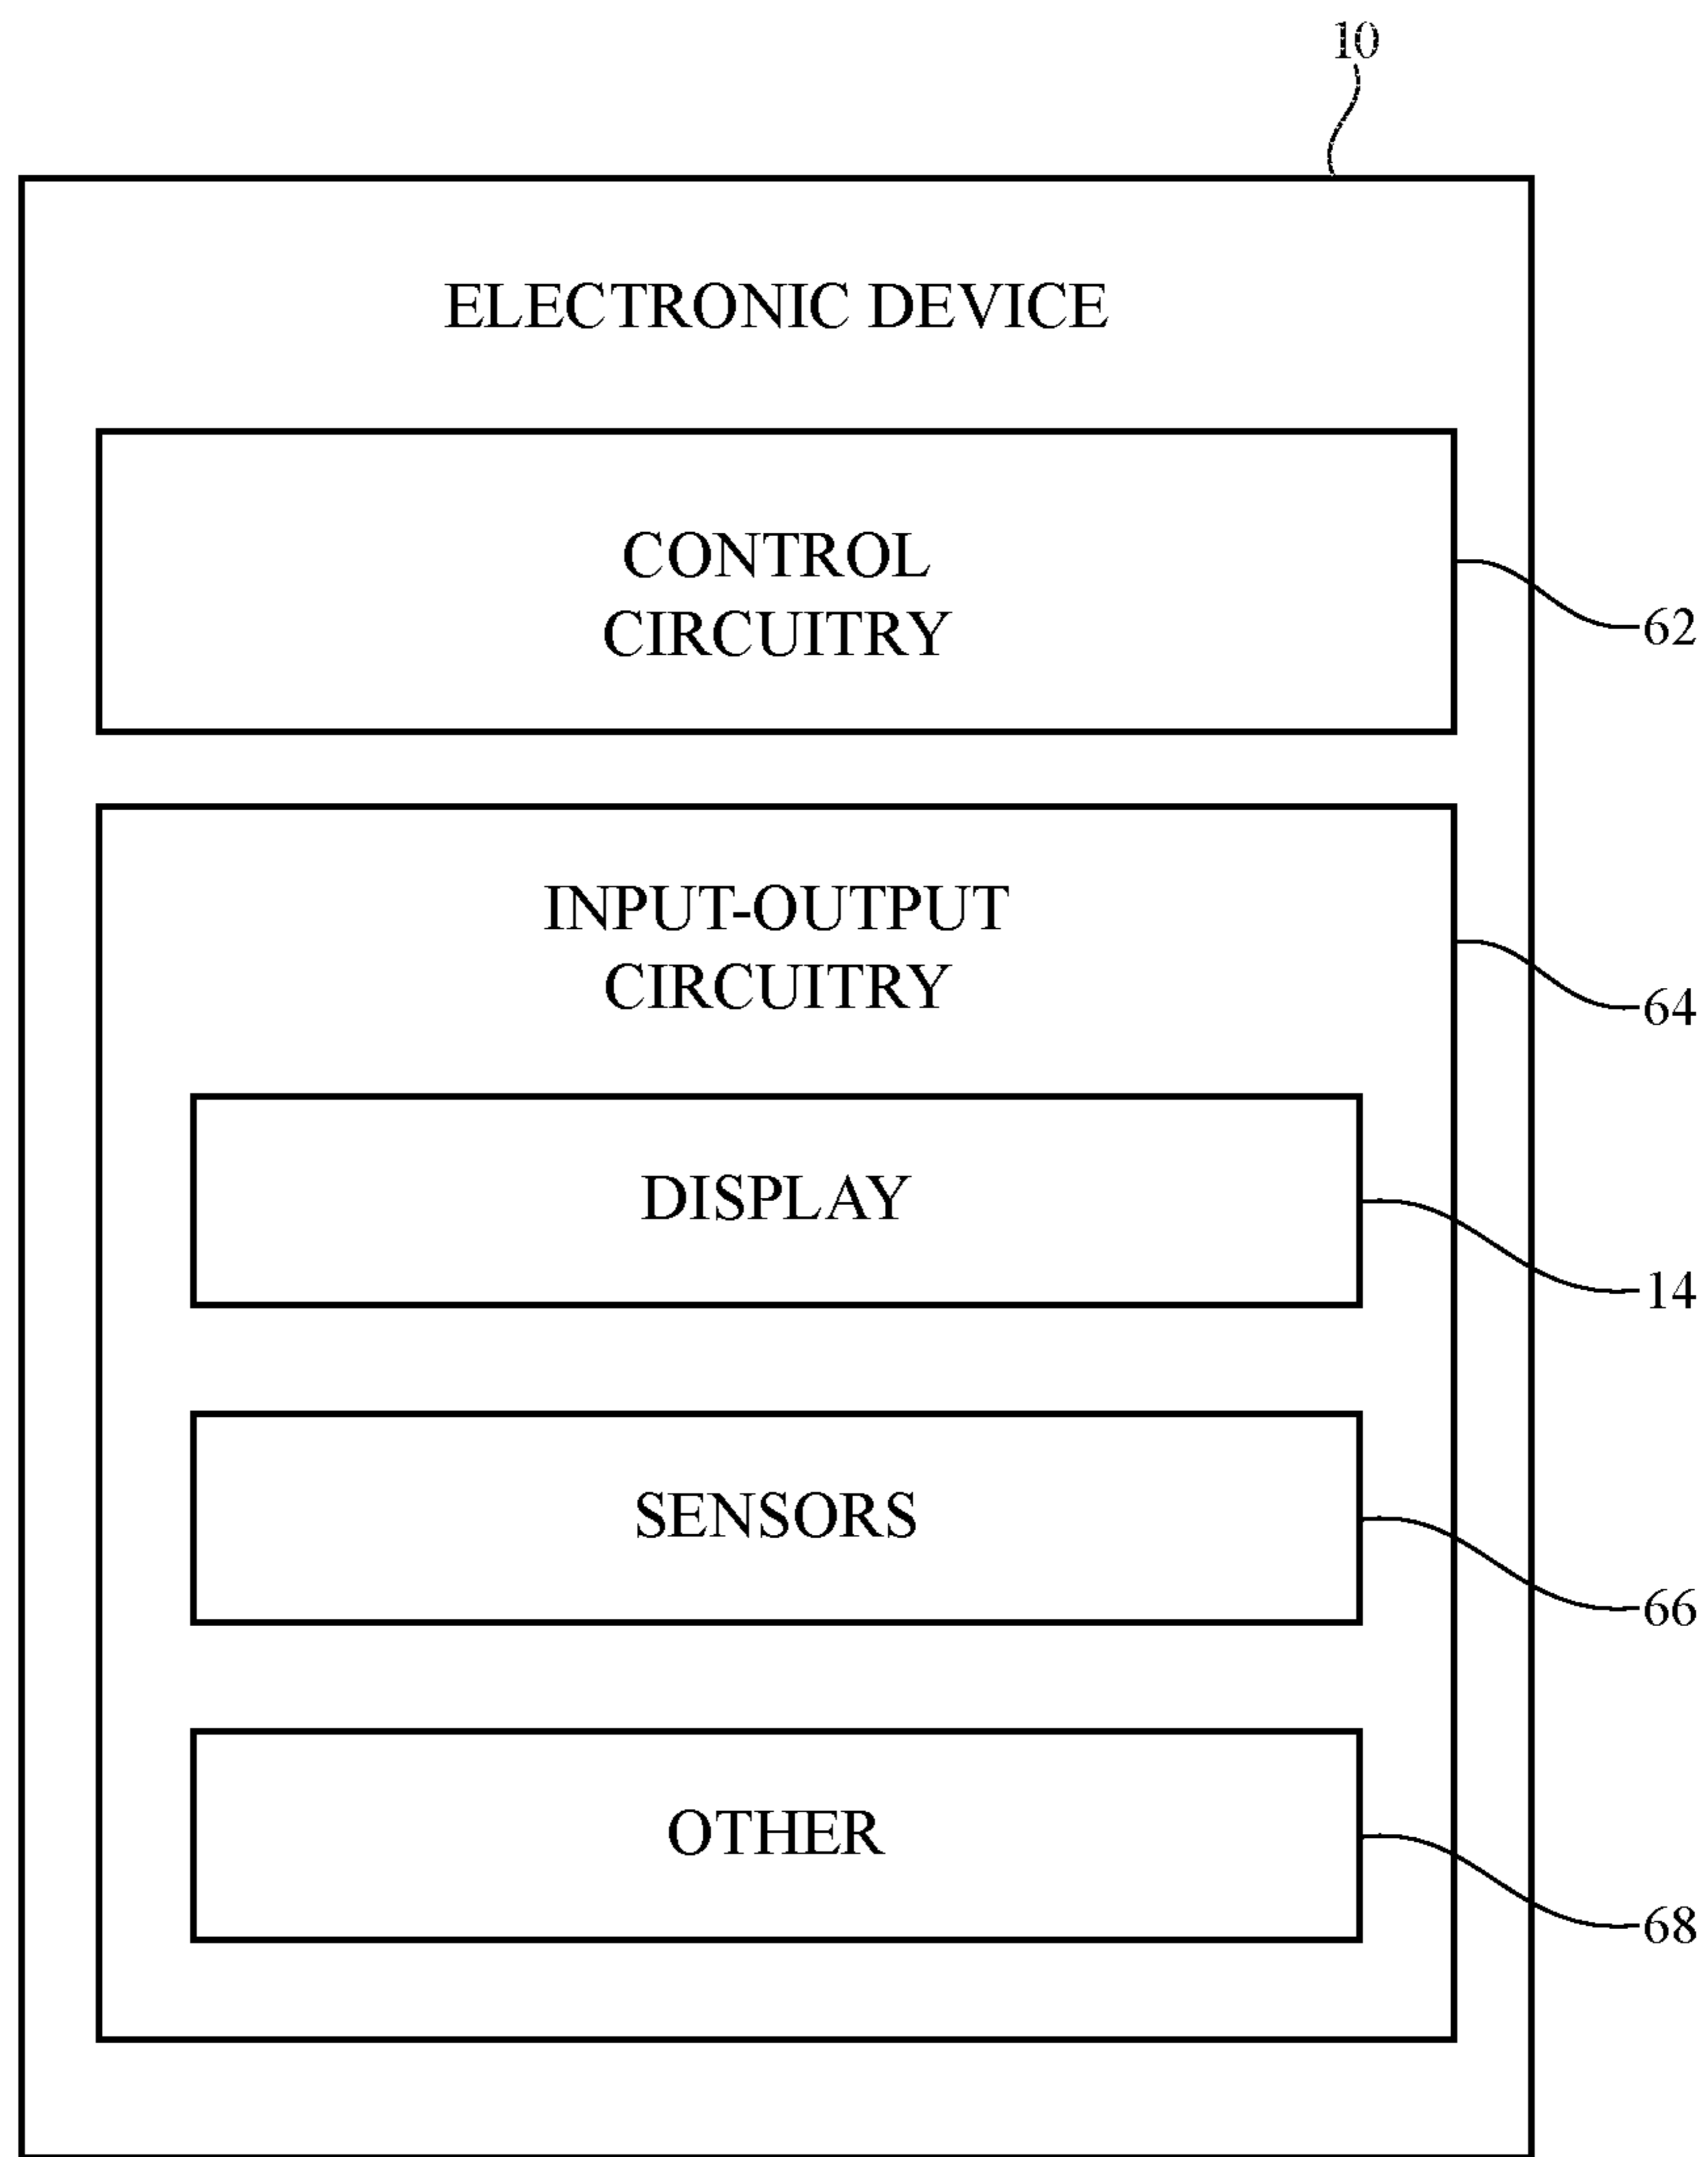 10
ELECTRONIC DEVICE
CONTROL
CIRCUITRY
62
INPUT-OUTPUT
CIRCUITRY
64
DISPLAY
14
SENSORS
66
OTHER
68